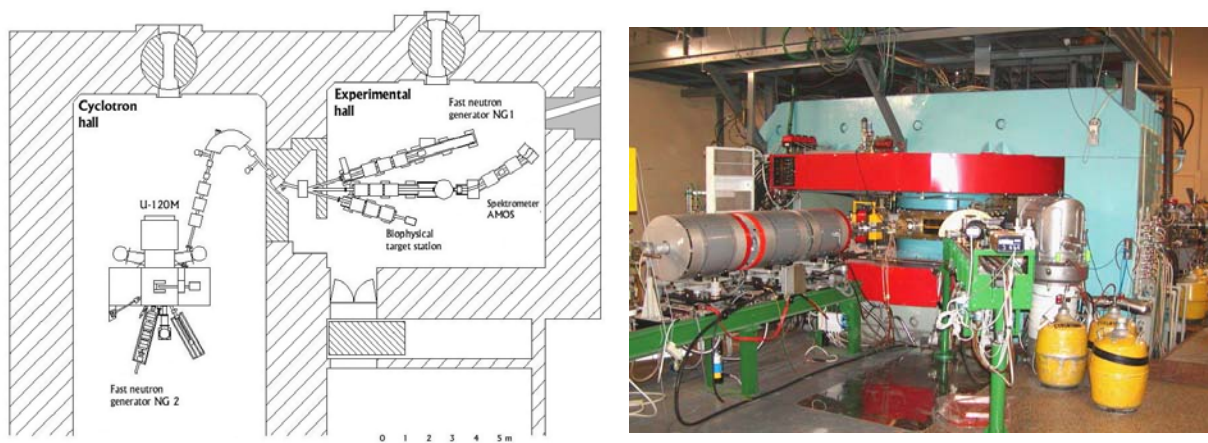 Cyclotron
hall
Experimental
hall
Fast neutron
generator NG1
U-120M
Spektrometer
AMOS
Biophysical
target station
Fast neutron
generator NG 2
0 1 2 3 4 5 m